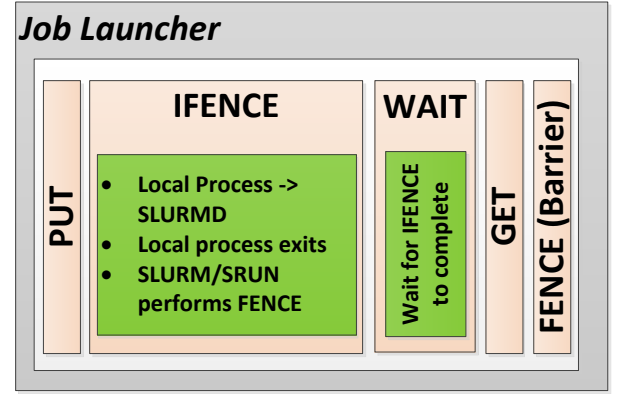 Job Launcher
PUT
IFENCE
• Local Process ->
SLURMD
• Local process exits
• SLURM/SRUN
performs FENCE
WAIT
Wait for IFENCE
to complete
GET
FENCE (Barrier)